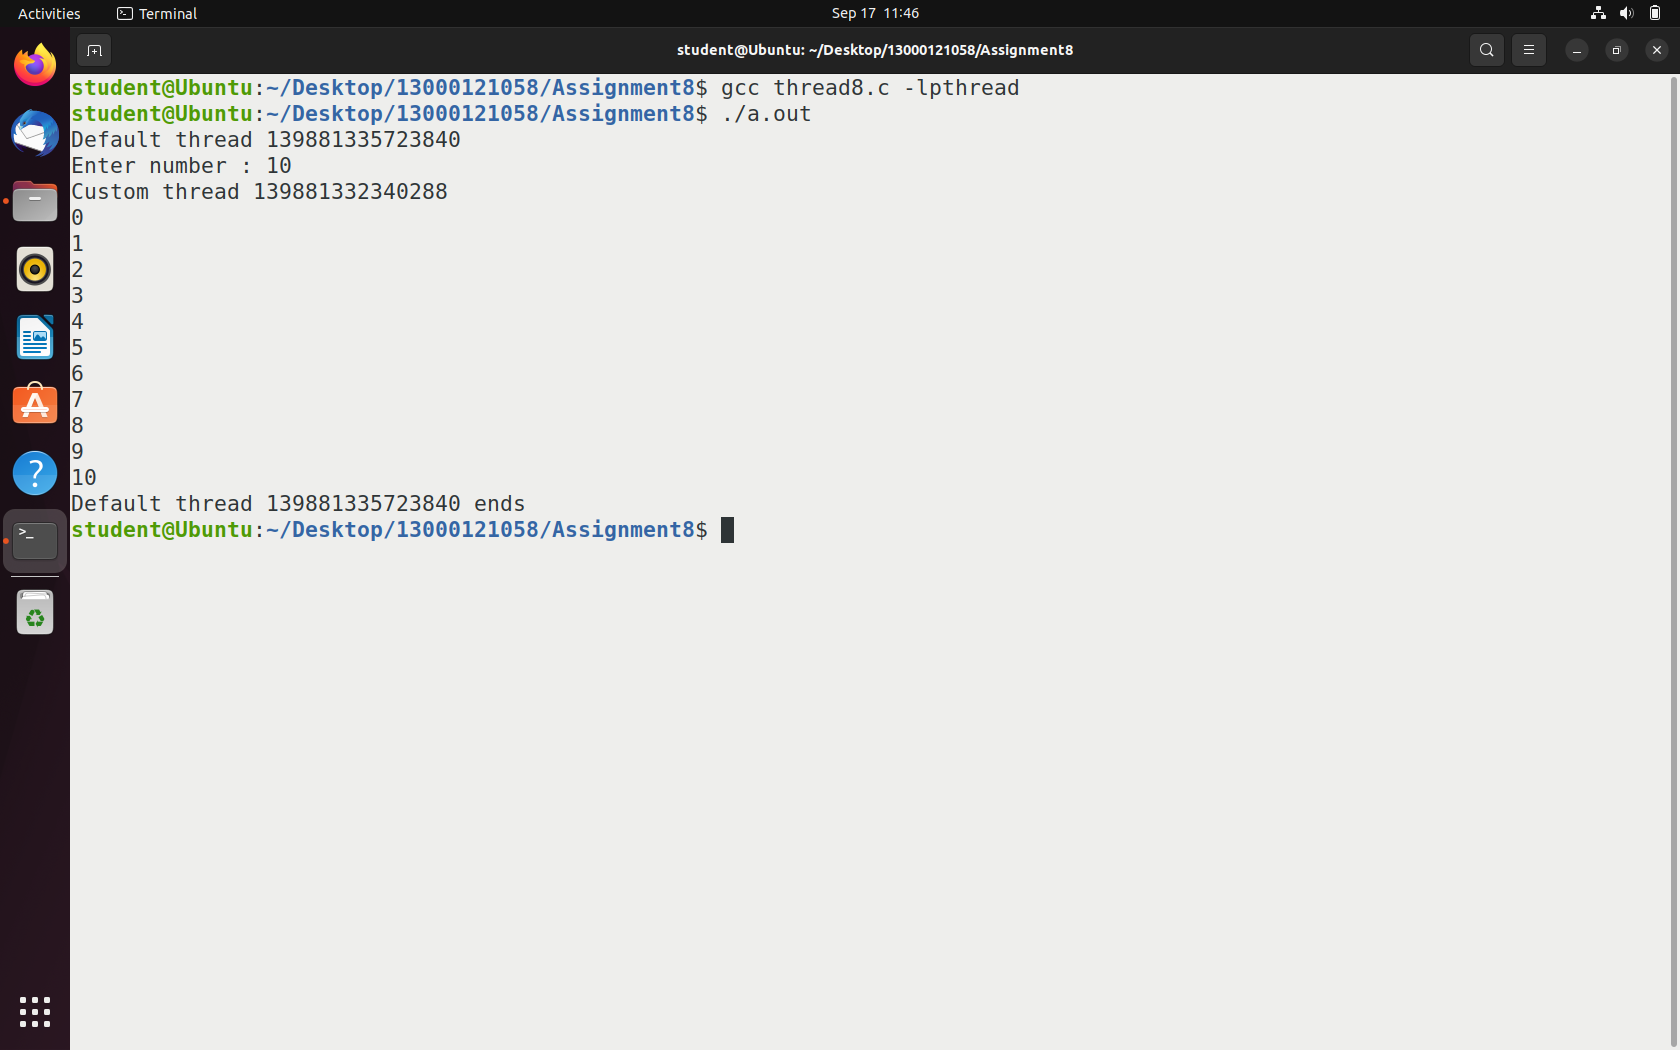 Activities
Terminal
Sep 17 11:46
student@Ubuntu: ~/Desktop/13000121058/Assignment8
student@Ubuntu:~/Desktop/13000121058/Assignment8$ gcc thread8.c -lpthread
student@Ubuntu:~/Desktop/13000121058/Assignment8$ ./a.out
Default thread 139881335723840
Enter number : 10
Custom thread 139881332340288
0
1
2
3
4
5
6
7
8
9
10
Default thread 139881335723840 ends
student@Ubuntu:~/Desktop/13000121058/Assignment8$